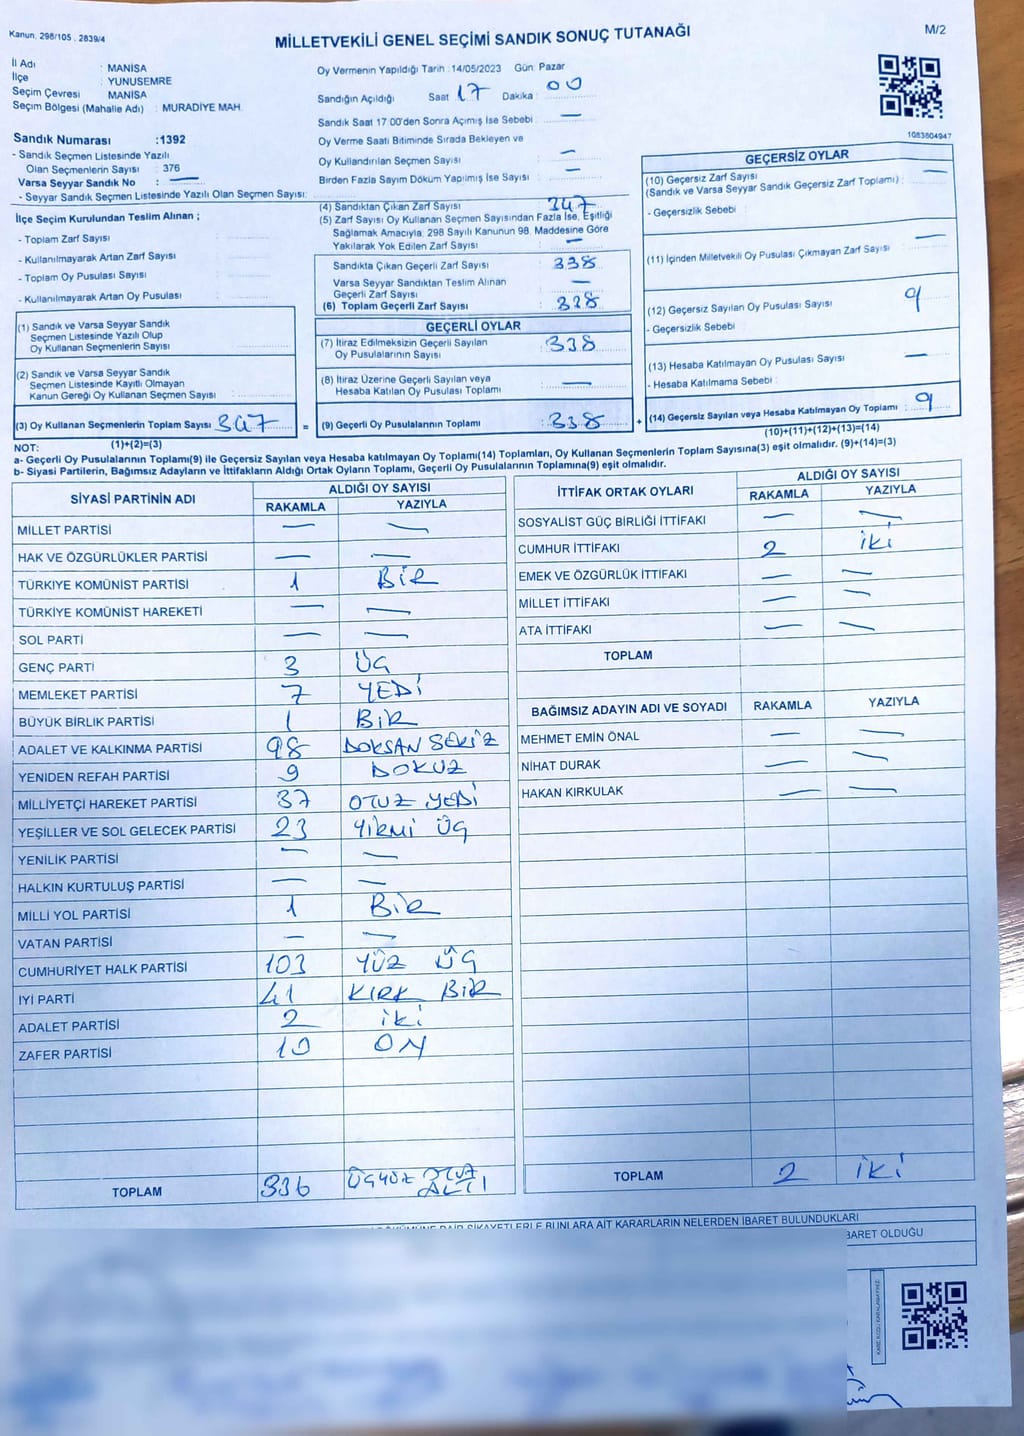 Kanun, 298/105, 2839/4
MİLLETVEKİLİ GENEL SEÇİMİ SANDIK SONUÇ TUTANAĞI
M/2
İl Adı : MANİSA
İlçe : YUNUSEMRE
Seçim Çevresi : MANİSA
Seçim Bölgesi (Mahalle Adı) : MURADİYE MAH.
Sandık Numarası : 1392
- Sandık Seçmen Listesinde Yazılı
Olan Seçmenlerin Sayısı : 376
Varsa Seyyar Sandık No : —
- Seyyar Sandık Seçmen Listesinde Yazılı Olan Seçmen Sayısı:
Oy Vermenin Yapıldığı Tarih :14/05/2023 Gün: Pazar
Sandığın Açıldığı Saat 17 Dakika : 00
Sandık Saat 17:00'den Sonra Açımış İse Sebebi : —
Oy Verme Saati Bitiminde Sırada Bekleyen ve
Oy Kullandırılan Seçmen Sayısı : —
Birden Fazla Sayım Döküm Yapılmış İse Sayısı : —
1083804947
İlçe Seçim Kurulundan Teslim Alınan ;
- Toplam Zarf Sayısı :
- Kullanılmayarak Artan Zarf Sayısı :
- Toplam Oy Pusulası Sayısı :
- Kullanılmayarak Artan Oy Pusulası :
(4) Sandıktan Çıkan Zarf Sayısı : 347
(5) Zarf Sayısı Oy Kullanan Seçmen Sayısından Fazla İse, Eşitliği
Sağlamak Amacıyla, 298 Sayılı Kanunun 98. Maddesine Göre
Yakılarak Yok Edilen Zarf Sayısı : —
Sandıkta Çıkan Geçerli Zarf Sayısı : 338
Varsa Seyyar Sandıktan Teslim Alınan
Geçerli Zarf Sayısı : —
(6) Toplam Geçerli Zarf Sayısı : 338
GEÇERSİZ OYLAR
(10) Geçersiz Zarf Sayısı
(Sandık ve Varsa Seyyar Sandık Geçersiz Zarf Toplamı) : —
- Geçersizlik Sebebi :
(11) İçinden Milletvekili Oy Pusulası Çıkmayan Zarf Sayısı : —
(12) Geçersiz Sayılan Oy Pusulası Sayısı : 9
- Geçersizlik Sebebi :
(13) Hesaba Katılmayan Oy Pusulası Sayısı : —
- Hesaba Katılmama Sebebi :
(14) Geçersiz Sayılan veya Hesaba Katılmayan Oy Toplamı : 9
(10)+(11)+(12)+(13)=(14)
(1) Sandık ve Varsa Seyyar Sandık
Seçmen Listesinde Yazılı Olup
Oy Kullanan Seçmenlerin Sayısı :
(2) Sandık ve Varsa Seyyar Sandık
Seçmen Listesinde Kayıtlı Olmayan
Kanun Gereği Oy Kullanan Seçmen Sayısı :
(3) Oy Kullanan Seçmenlerin Toplam Sayısı : 347 =
(1)+(2)=(3)
GEÇERLİ OYLAR
(7) İtiraz Edilmeksizin Geçerli Sayılan
Oy Pusulalarının Sayısı : 338
(8) İtiraz Üzerine Geçerli Sayılan veya
Hesaba Katılan Oy Pusulası Toplamı : —
(9) Geçerli Oy Pusulalarının Toplamı : 338 +
NOT:
a- Geçerli Oy Pusulalarının Toplamı(9) ile Geçersiz Sayılan veya Hesaba katılmayan Oy Toplamı(14) Toplamları, Oy Kullanan Seçmenlerin Toplam Sayısına(3) eşit olmalıdır. (9)+(14)=(3)
b- Siyasi Partilerin, Bağımsız Adayların ve İttifakların Aldığı Ortak Oyların Toplamı, Geçerli Oy Pusulalarının Toplamına(9) eşit olmalıdır.
SİYASİ PARTİNİN ADI ALDIĞI OY SAYISI
RAKAMLA YAZIYLA
MİLLET PARTİSİ — —
HAK VE ÖZGÜRLÜKLER PARTİSİ — —
TÜRKİYE KOMÜNİST PARTİSİ 1 BİR
TÜRKİYE KOMÜNİST HAREKETİ — —
SOL PARTİ — —
GENÇ PARTİ 3 ÜÇ
MEMLEKET PARTİSİ 7 YEDİ
BÜYÜK BİRLİK PARTİSİ 1 BİR
ADALET VE KALKINMA PARTİSİ 98 DOKSAN SEKİZ
YENİDEN REFAH PARTİSİ 9 DOKUZ
MİLLİYETÇİ HAREKET PARTİSİ 37 OTUZ YEDİ
YEŞİLLER VE SOL GELECEK PARTİSİ 23 YİRMİ ÜÇ
YENİLİK PARTİSİ — —
HALKIN KURTULUŞ PARTİSİ — —
MİLLİ YOL PARTİSİ 1 BİR
VATAN PARTİSİ — —
CUMHURİYET HALK PARTİSİ 103 YÜZ ÜÇ
İYİ PARTİ 41 KIRK BİR
ADALET PARTİSİ 2 İKİ
ZAFER PARTİSİ 10 ON
TOPLAM 336 ÜÇYÜZ OTUZ ALTI
İTTİFAK ORTAK OYLARI ALDIĞI OY SAYISI
RAKAMLA YAZIYLA
SOSYALİST GÜÇ BİRLİĞİ İTTİFAKI — —
CUMHUR İTTİFAKI 2 İKİ
EMEK VE ÖZGÜRLÜK İTTİFAKI — —
MİLLET İTTİFAKI — —
ATA İTTİFAKI — —
TOPLAM
BAĞIMSIZ ADAYIN ADI VE SOYADI RAKAMLA YAZIYLA
MEHMET EMİN ÖNAL — —
NİHAT DURAK — —
HAKAN KIRKULAK — —
TOPLAM 2 İKİ
ŞİKAYETLERLE BUNLARA AİT KARARLARIN NELERDEN İBARET BULUNDUKLARI
BARET OLDUĞU